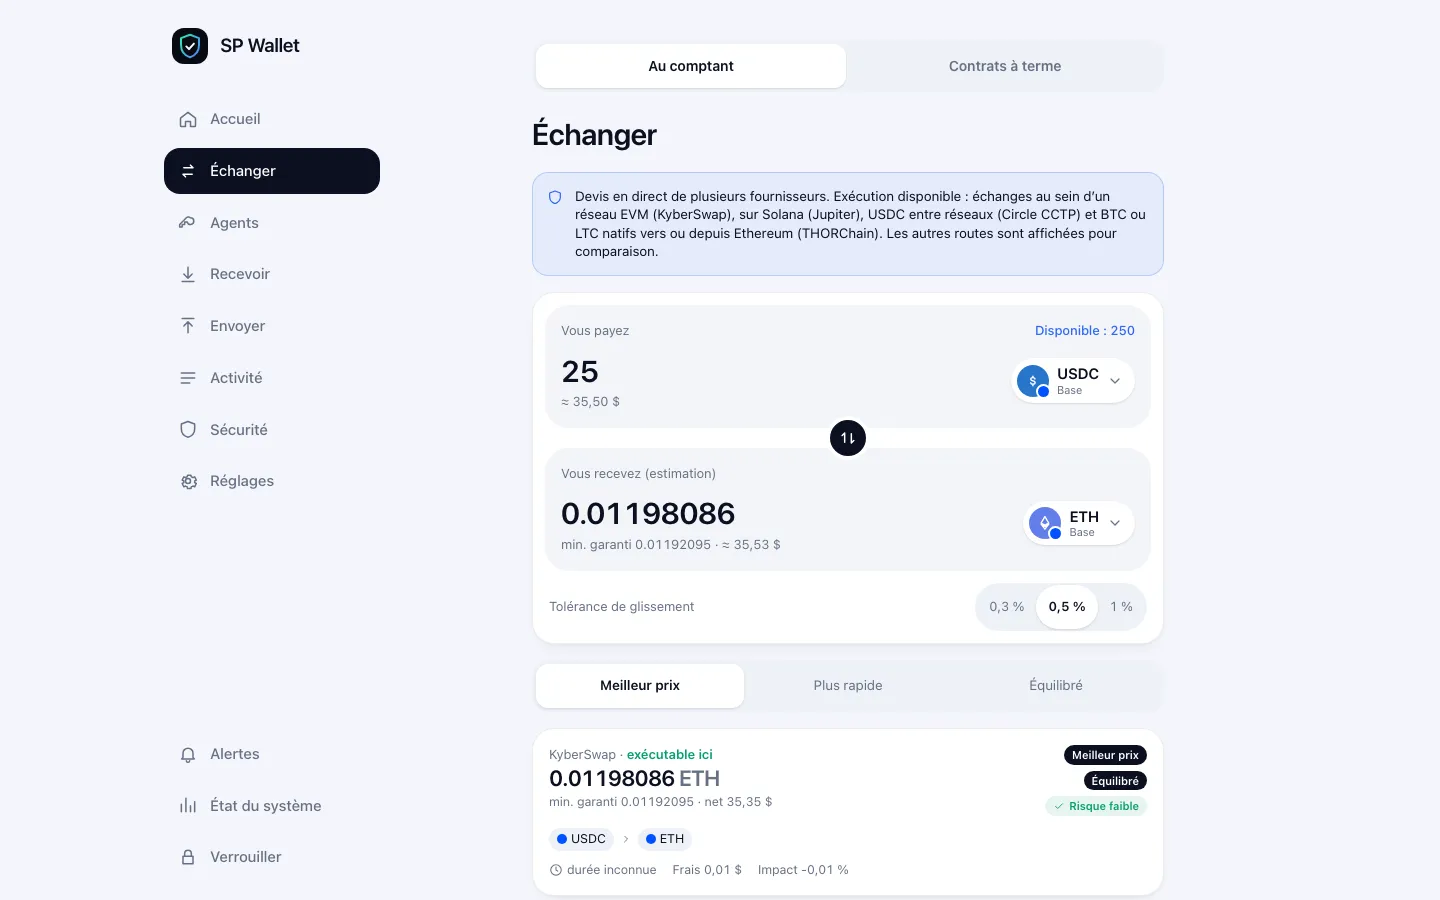 SP Wallet
Accueil
Échanger
Agents
Recevoir
Envoyer
Activité
Sécurité
Réglages
Alertes
État du système
Verrouiller
Au comptant
Contrats à terme
Échanger
Devis en direct de plusieurs fournisseurs. Exécution disponible : échanges au sein d’un
réseau EVM (KyberSwap), sur Solana (Jupiter), USDC entre réseaux (Circle CCTP) et BTC ou
LTC natifs vers ou depuis Ethereum (THORChain). Les autres routes sont affichées pour
comparaison.
Vous payez
Disponible : 250
25
≈ 35,50 $
USDC
Base
Vous recevez (estimation)
0.01198086
min. garanti 0.01192095 · ≈ 35,53 $
ETH
Base
Tolérance de glissement
0,3 %
0,5 %
1 %
Meilleur prix
Plus rapide
Équilibré
KyberSwap · exécutable ici
0.01198086 ETH
min. garanti 0.01192095 · net 35,35 $
Meilleur prix
Équilibré
Risque faible
USDC
ETH
durée inconnue
Frais 0,01 $
Impact -0,01 %